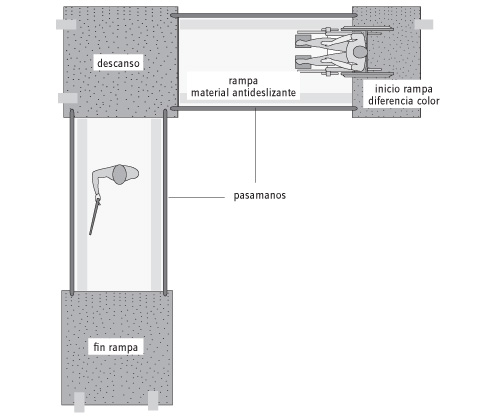 descanso
rampa
material antideslizante
inicio rampa
diferencia color
pasamanos
fin rampa